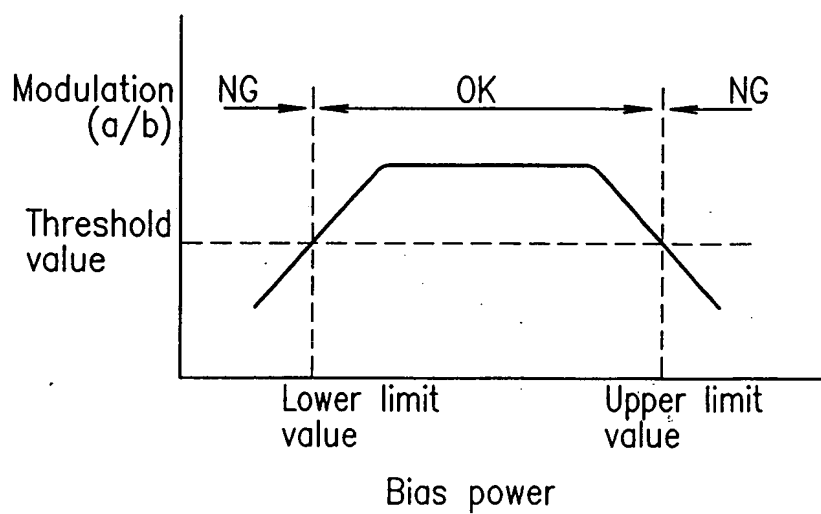 Modulation
(a/b)
NG
OK
NG
Threshold
value
Lower limit
value
Upper limit
value
Bias power